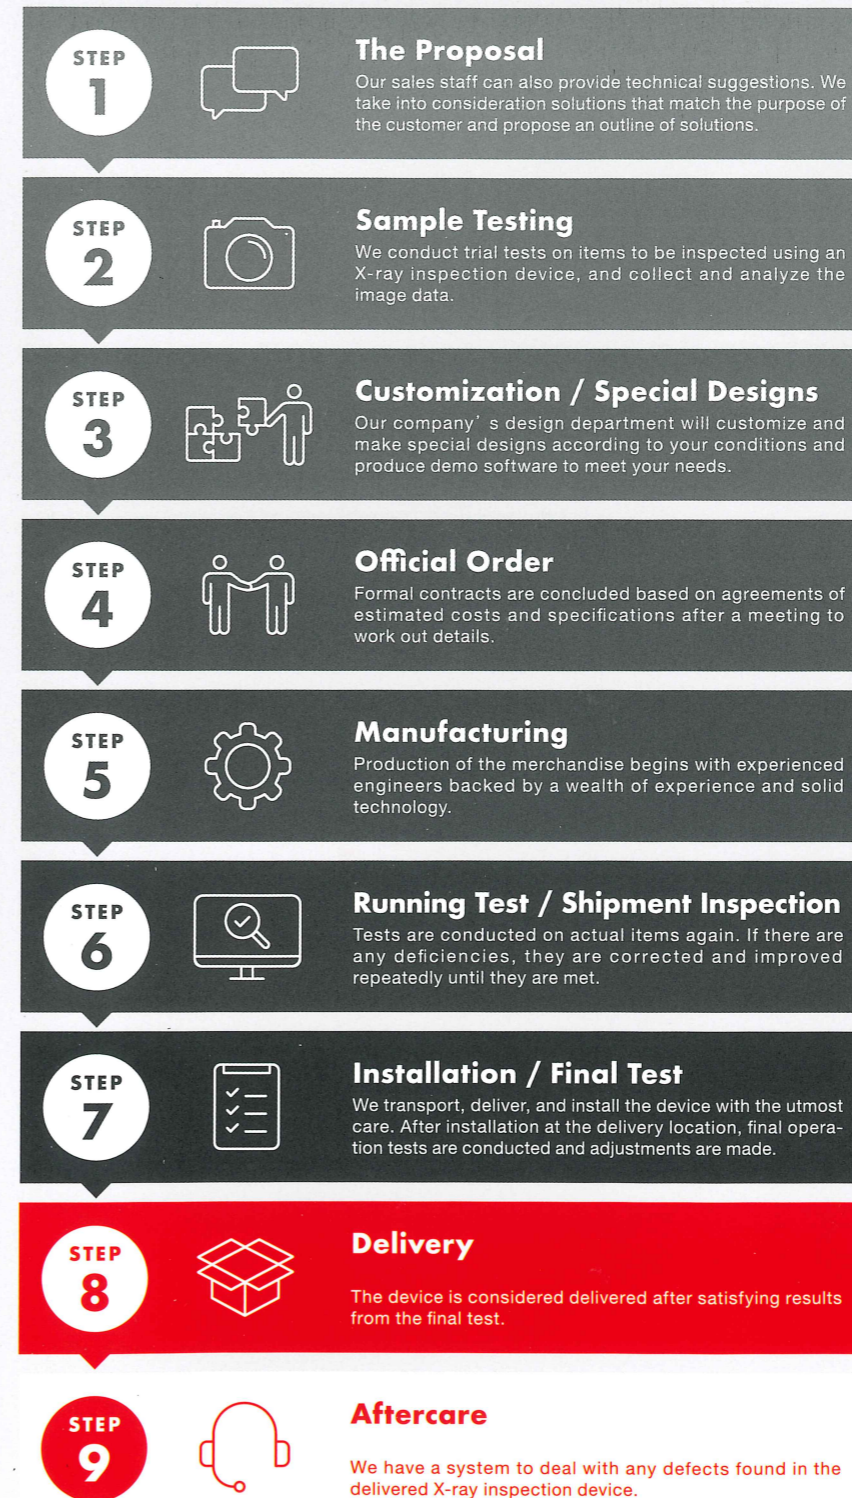 STEP
1
The Proposal
Our sales staff can also provide technical suggestions. We
take into consideration solutions that match the purpose of
the customer and propose an outline of solutions.
STEP
2
Sample Testing
We conduct trial tests on items to be inspected using an
X-ray inspection device, and collect and analyze the
image data.
STEP
3
Customization / Special Designs
Our company’ s design department will customize and
make special designs according to your conditions and
produce demo software to meet your needs.
STEP
4
Official Order
Formal contracts are concluded based on agreements of
estimated costs and specifications after a meeting to
work out details.
STEP
5
Manufacturing
Production of the merchandise begins with experienced
engineers backed by a wealth of experience and solid
technology.
STEP
6
Running Test / Shipment Inspection
Tests are conducted on actual items again. If there are
any deficiencies, they are corrected and improved
repeatedly until they are met.
STEP
7
Installation / Final Test
We transport, deliver, and install the device with the utmost
care. After installation at the delivery location, final opera-
tion tests are conducted and adjustments are made.
STEP
8
Delivery
The device is considered delivered after satisfying results
from the final test.
STEP
9
Aftercare
We have a system to deal with any defects found in the
delivered X-ray inspection device.